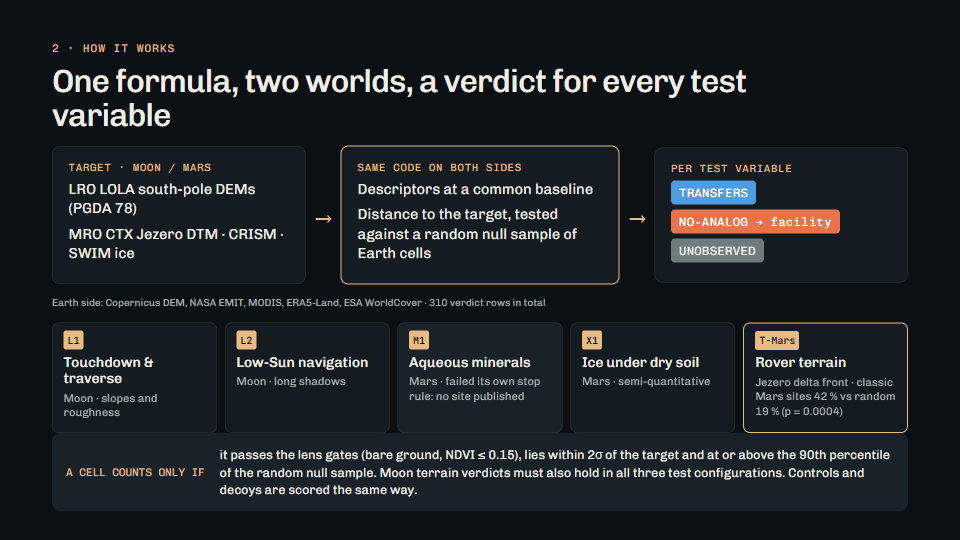 2 · HOW IT WORKS
One formula, two worlds, a verdict for every test
variable
TARGET · MOON / MARS
LRO LOLA south-pole DEMs
(PGDA 78)
MRO CTX Jezero DTM · CRISM ·
SWIM ice
→
SAME CODE ON BOTH SIDES
Descriptors at a common baseline
Distance to the target, tested
against a random null sample of
Earth cells
→
PER TEST VARIABLE
TRANSFERS
NO-ANALOG → facility
UNOBSERVED
Earth side: Copernicus DEM, NASA EMIT, MODIS, ERA5-Land, ESA WorldCover · 310 verdict rows in total
L1
Touchdown &
traverse
Moon · slopes and
roughness
L2
Low-Sun navigation
Moon · long shadows
M1
Aqueous minerals
Mars · failed its own stop
rule: no site published
X1
Ice under dry soil
Mars · semi-quantitative
T-Mars
Rover terrain
Jezero delta front · classic
Mars sites 42 % vs random
19 % (p = 0.0004)
A CELL COUNTS ONLY IF
it passes the lens gates (bare ground, NDVI ≤ 0.15), lies within 2σ of the target and at or above the 90th percentile
of the random null sample. Moon terrain verdicts must also hold in all three test configurations. Controls and
decoys are scored the same way.